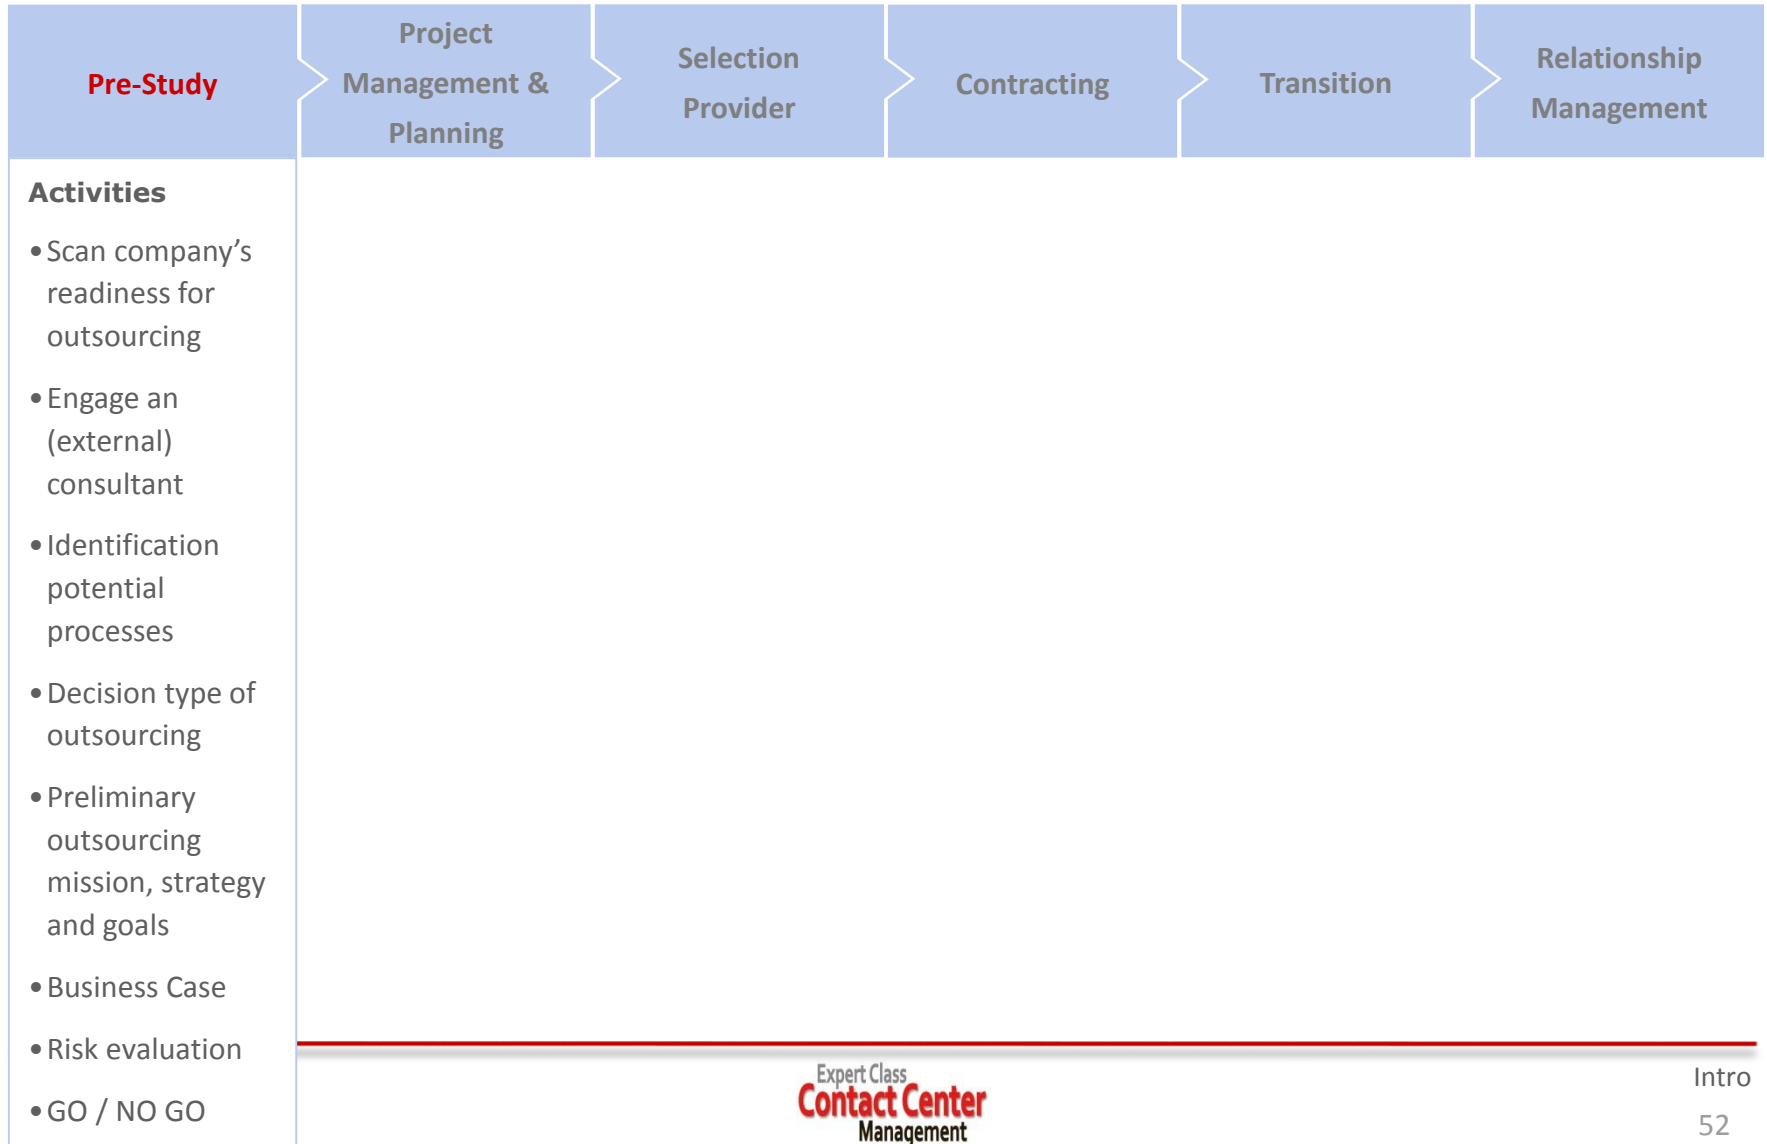 Pre-Study
Project
Management &
Planning
Selection
Provider
Contracting
Transition
Relationship
Management
Activities
•Scan company’s
readiness for
outsourcing
•Engage an
(external)
consultant
•Identification
potential
processes
•Decision type of
outsourcing
•Preliminary
outsourcing
mission, strategy
and goals
•Business Case
•Risk evaluation
•GO / NO GO
Expert Class
Contact Center
Management
Intro
52